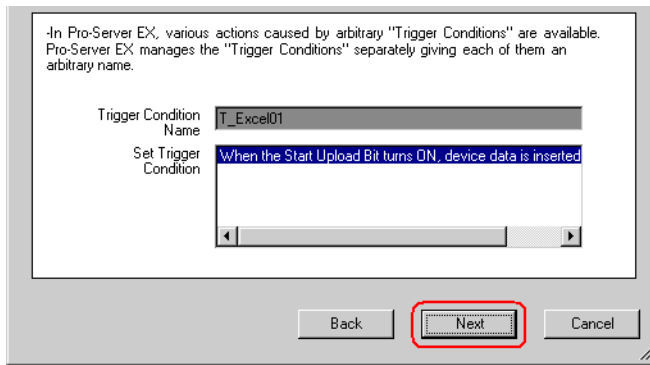 -In Pro-Server EX, various actions caused by arbitrary "Trigger Conditions" are available.
Pro-Server EX manages the "Trigger Conditions" separately giving each of them an
arbitrary name.
Trigger Condition
Name
T_Excel01
Set Trigger
Condition
When the Start Upload Bit turns ON, device data is inserted
Back
Next
Cancel